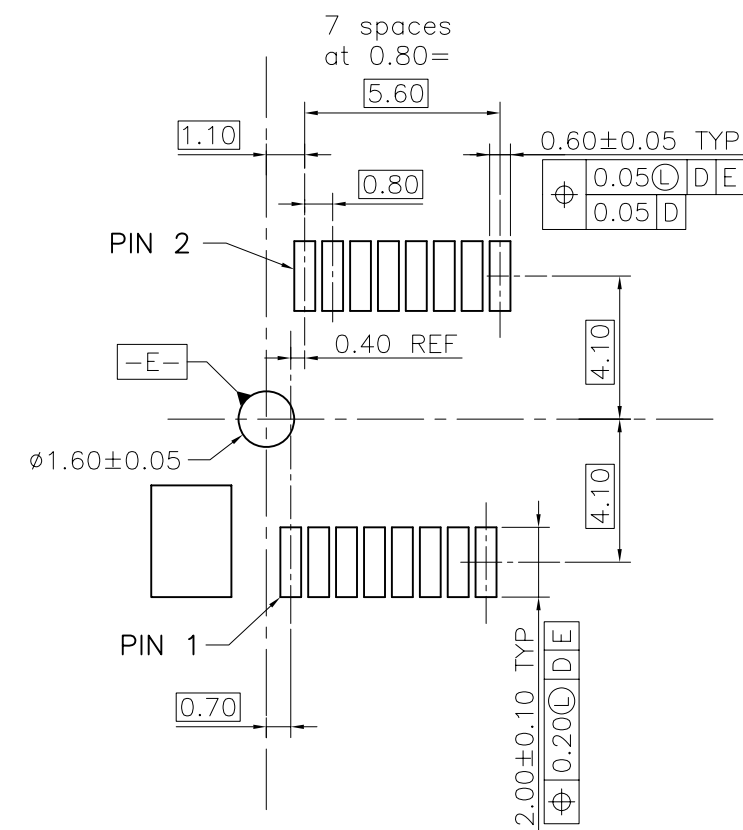 7 spaces
at 0.80=
5.60
1.10
0.60±0.05 TYP
⌖ 0.05Ⓛ D E
0.05 D
0.80
PIN 2
0.40 REF
4.10
-E-
⌀1.60±0.05
4.10
PIN 1
0.70
2.00±0.10 TYP
⌖ 0.20Ⓛ D E